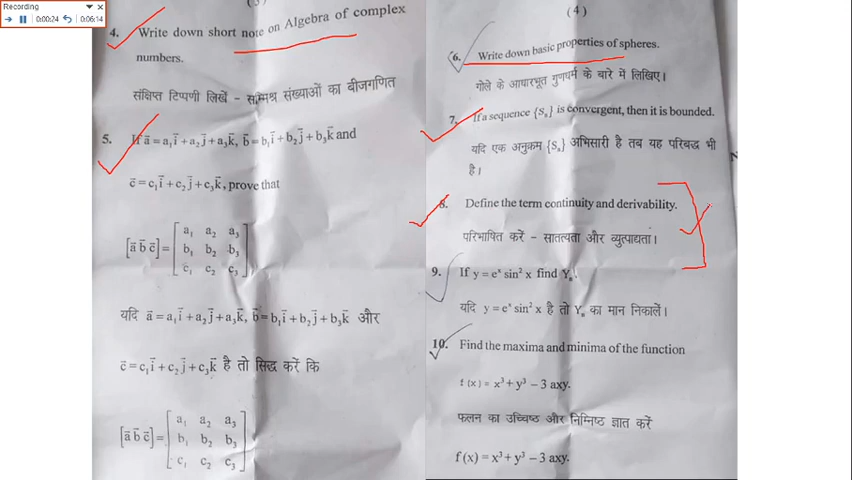 Recording
0:00:24
0:06:14
(3)
4. Write down short note on Algebra of complex
numbers.
संक्षिप्त टिप्पणी लिखें - सम्मिश्र संख्याओं का बीजगणित
5. If a̅ = a₁i̅ + a₂j̅ + a₃k̅, b̅ = b₁i̅ + b₂j̅ + b₃k̅ and
c̅ = c₁i̅ + c₂j̅ + c₃k̅, prove that
a₁ a₂ a₃
[a̅ b̅ c̅] = b₁ b₂ b₃
c₁ c₂ c₃
यदि a̅ = a₁i̅ + a₂j̅ + a₃k̅, b̅ = b₁i̅ + b₂j̅ + b₃k̅ और
c̅ = c₁i̅ + c₂j̅ + c₃k̅ है तो सिद्ध करें कि
a₁ a₂ a₃
[a̅ b̅ c̅] = b₁ b₂ b₃
c₁ c₂ c₃
(4)
6. Write down basic properties of spheres.
गोले के आधारभूत गुणधर्म के बारे में लिखिए।
7. If a sequence {Sₙ} is convergent, then it is bounded.
यदि एक अनुकम {Sₙ} अभिसारी है तब यह परिबद्ध भी
है।
8. Define the term continuity and derivability.
परिभाषित करें - सातत्यता और व्युत्पाद्यता।
9. If y = eˣ sin² x find Yₙ.
यदि y = eˣ sin² x है तो Yₙ का मान निकालें।
10. Find the maxima and minima of the function
f (x) = x³ + y³ – 3 axy.
फलन का उच्चिष्ठ और निम्निष्ठ ज्ञात करें
f (x) = x³ + y³ – 3 axy.